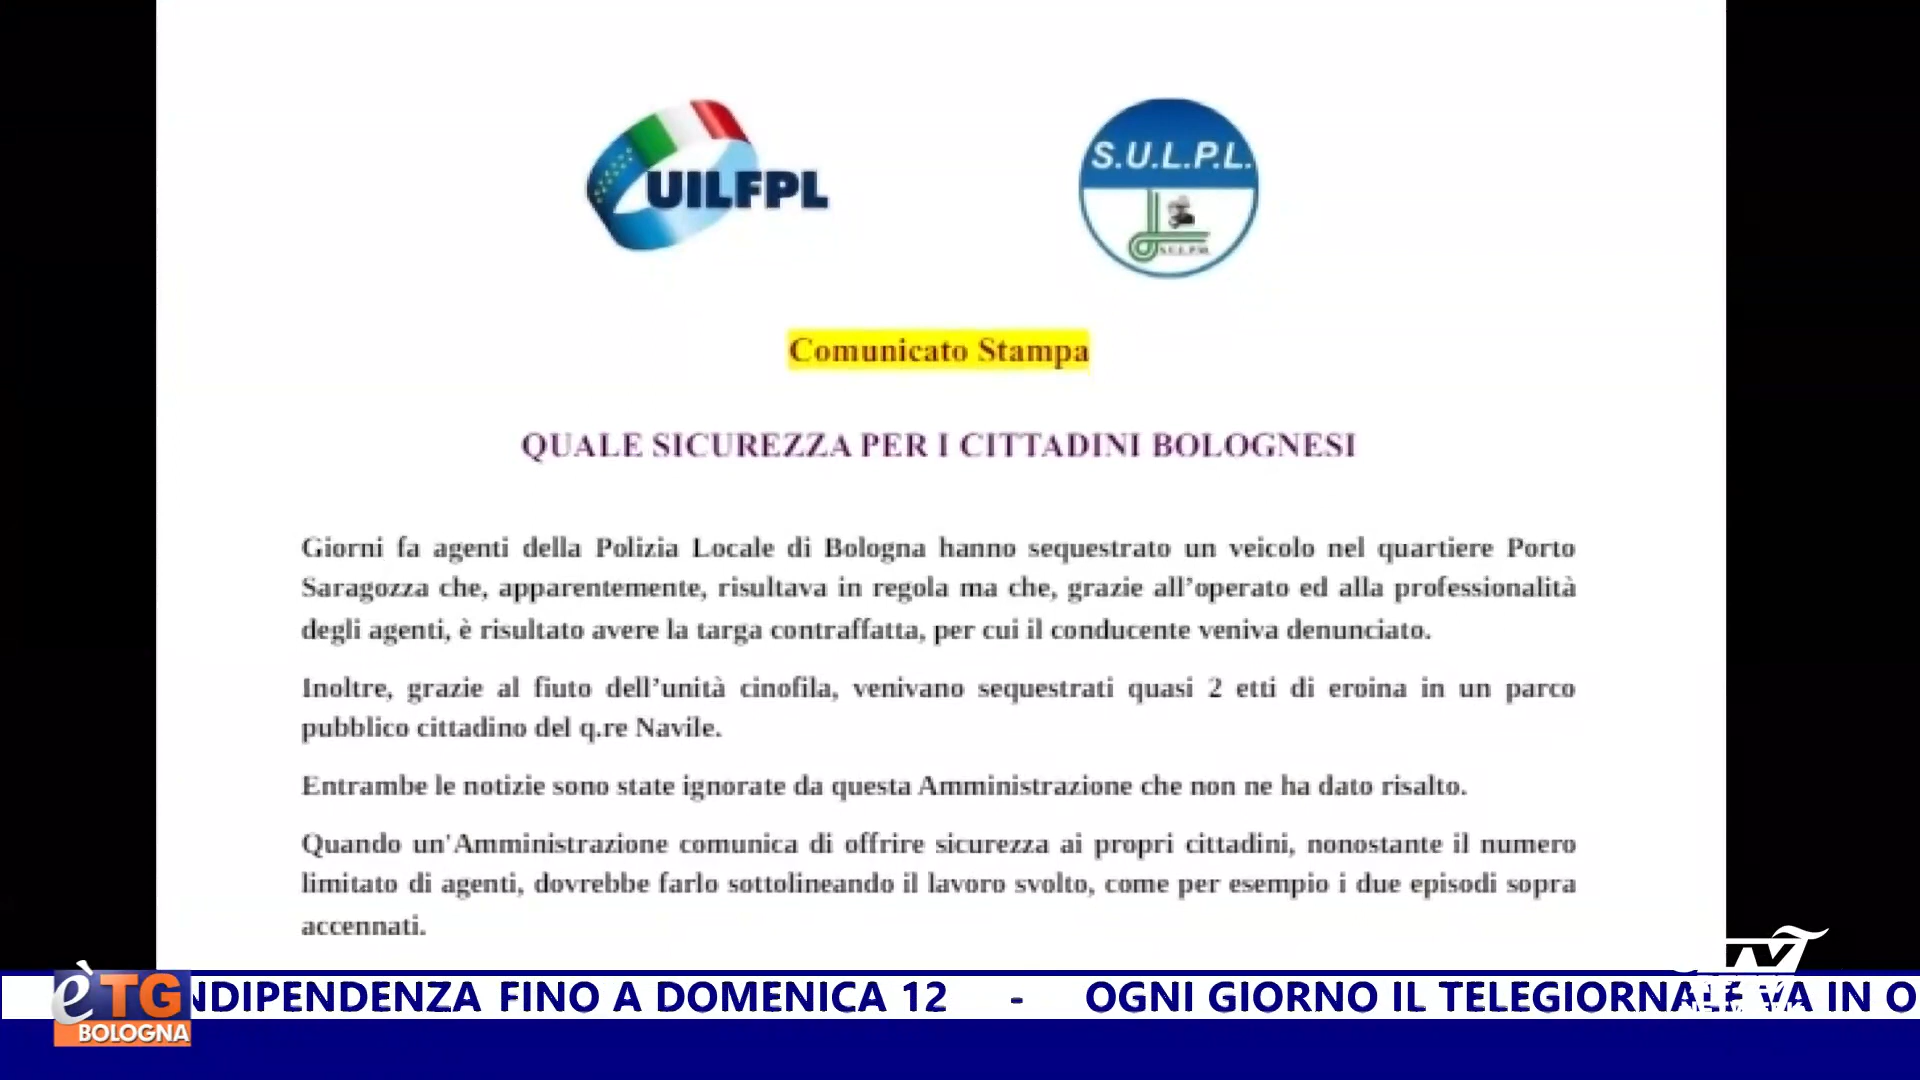 UILFPL
S.U.L.P.L.
S.U.L.P.M.
Comunicato Stampa
QUALE SICUREZZA PER I CITTADINI BOLOGNESI
Giorni fa agenti della Polizia Locale di Bologna hanno sequestrato un veicolo nel quartiere Porto
Saragozza che, apparentemente, risultava in regola ma che, grazie all’operato ed alla professionalità
degli agenti, è risultato avere la targa contraffatta, per cui il conducente veniva denunciato.
Inoltre, grazie al fiuto dell’unità cinofila, venivano sequestrati quasi 2 etti di eroina in un parco
pubblico cittadino del q.re Navile.
Entrambe le notizie sono state ignorate da questa Amministrazione che non ne ha dato risalto.
Quando un'Amministrazione comunica di offrire sicurezza ai propri cittadini, nonostante il numero
limitato di agenti, dovrebbe farlo sottolineando il lavoro svolto, come per esempio i due episodi sopra
accennati.
èTG
BOLOGNA
NDIPENDENZA FINO A DOMENICA 12 - OGNI GIORNO IL TELEGIORNALE VA IN O